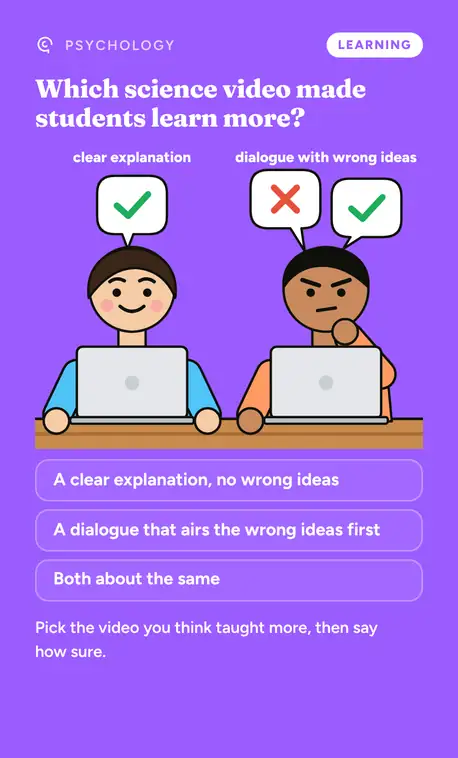 PSYCHOLOGY
LEARNING
Which science video made
students learn more?
clear explanation
dialogue with wrong ideas
A clear explanation, no wrong ideas
A dialogue that airs the wrong ideas first
Both about the same
Pick the video you think taught more, then say
how sure.